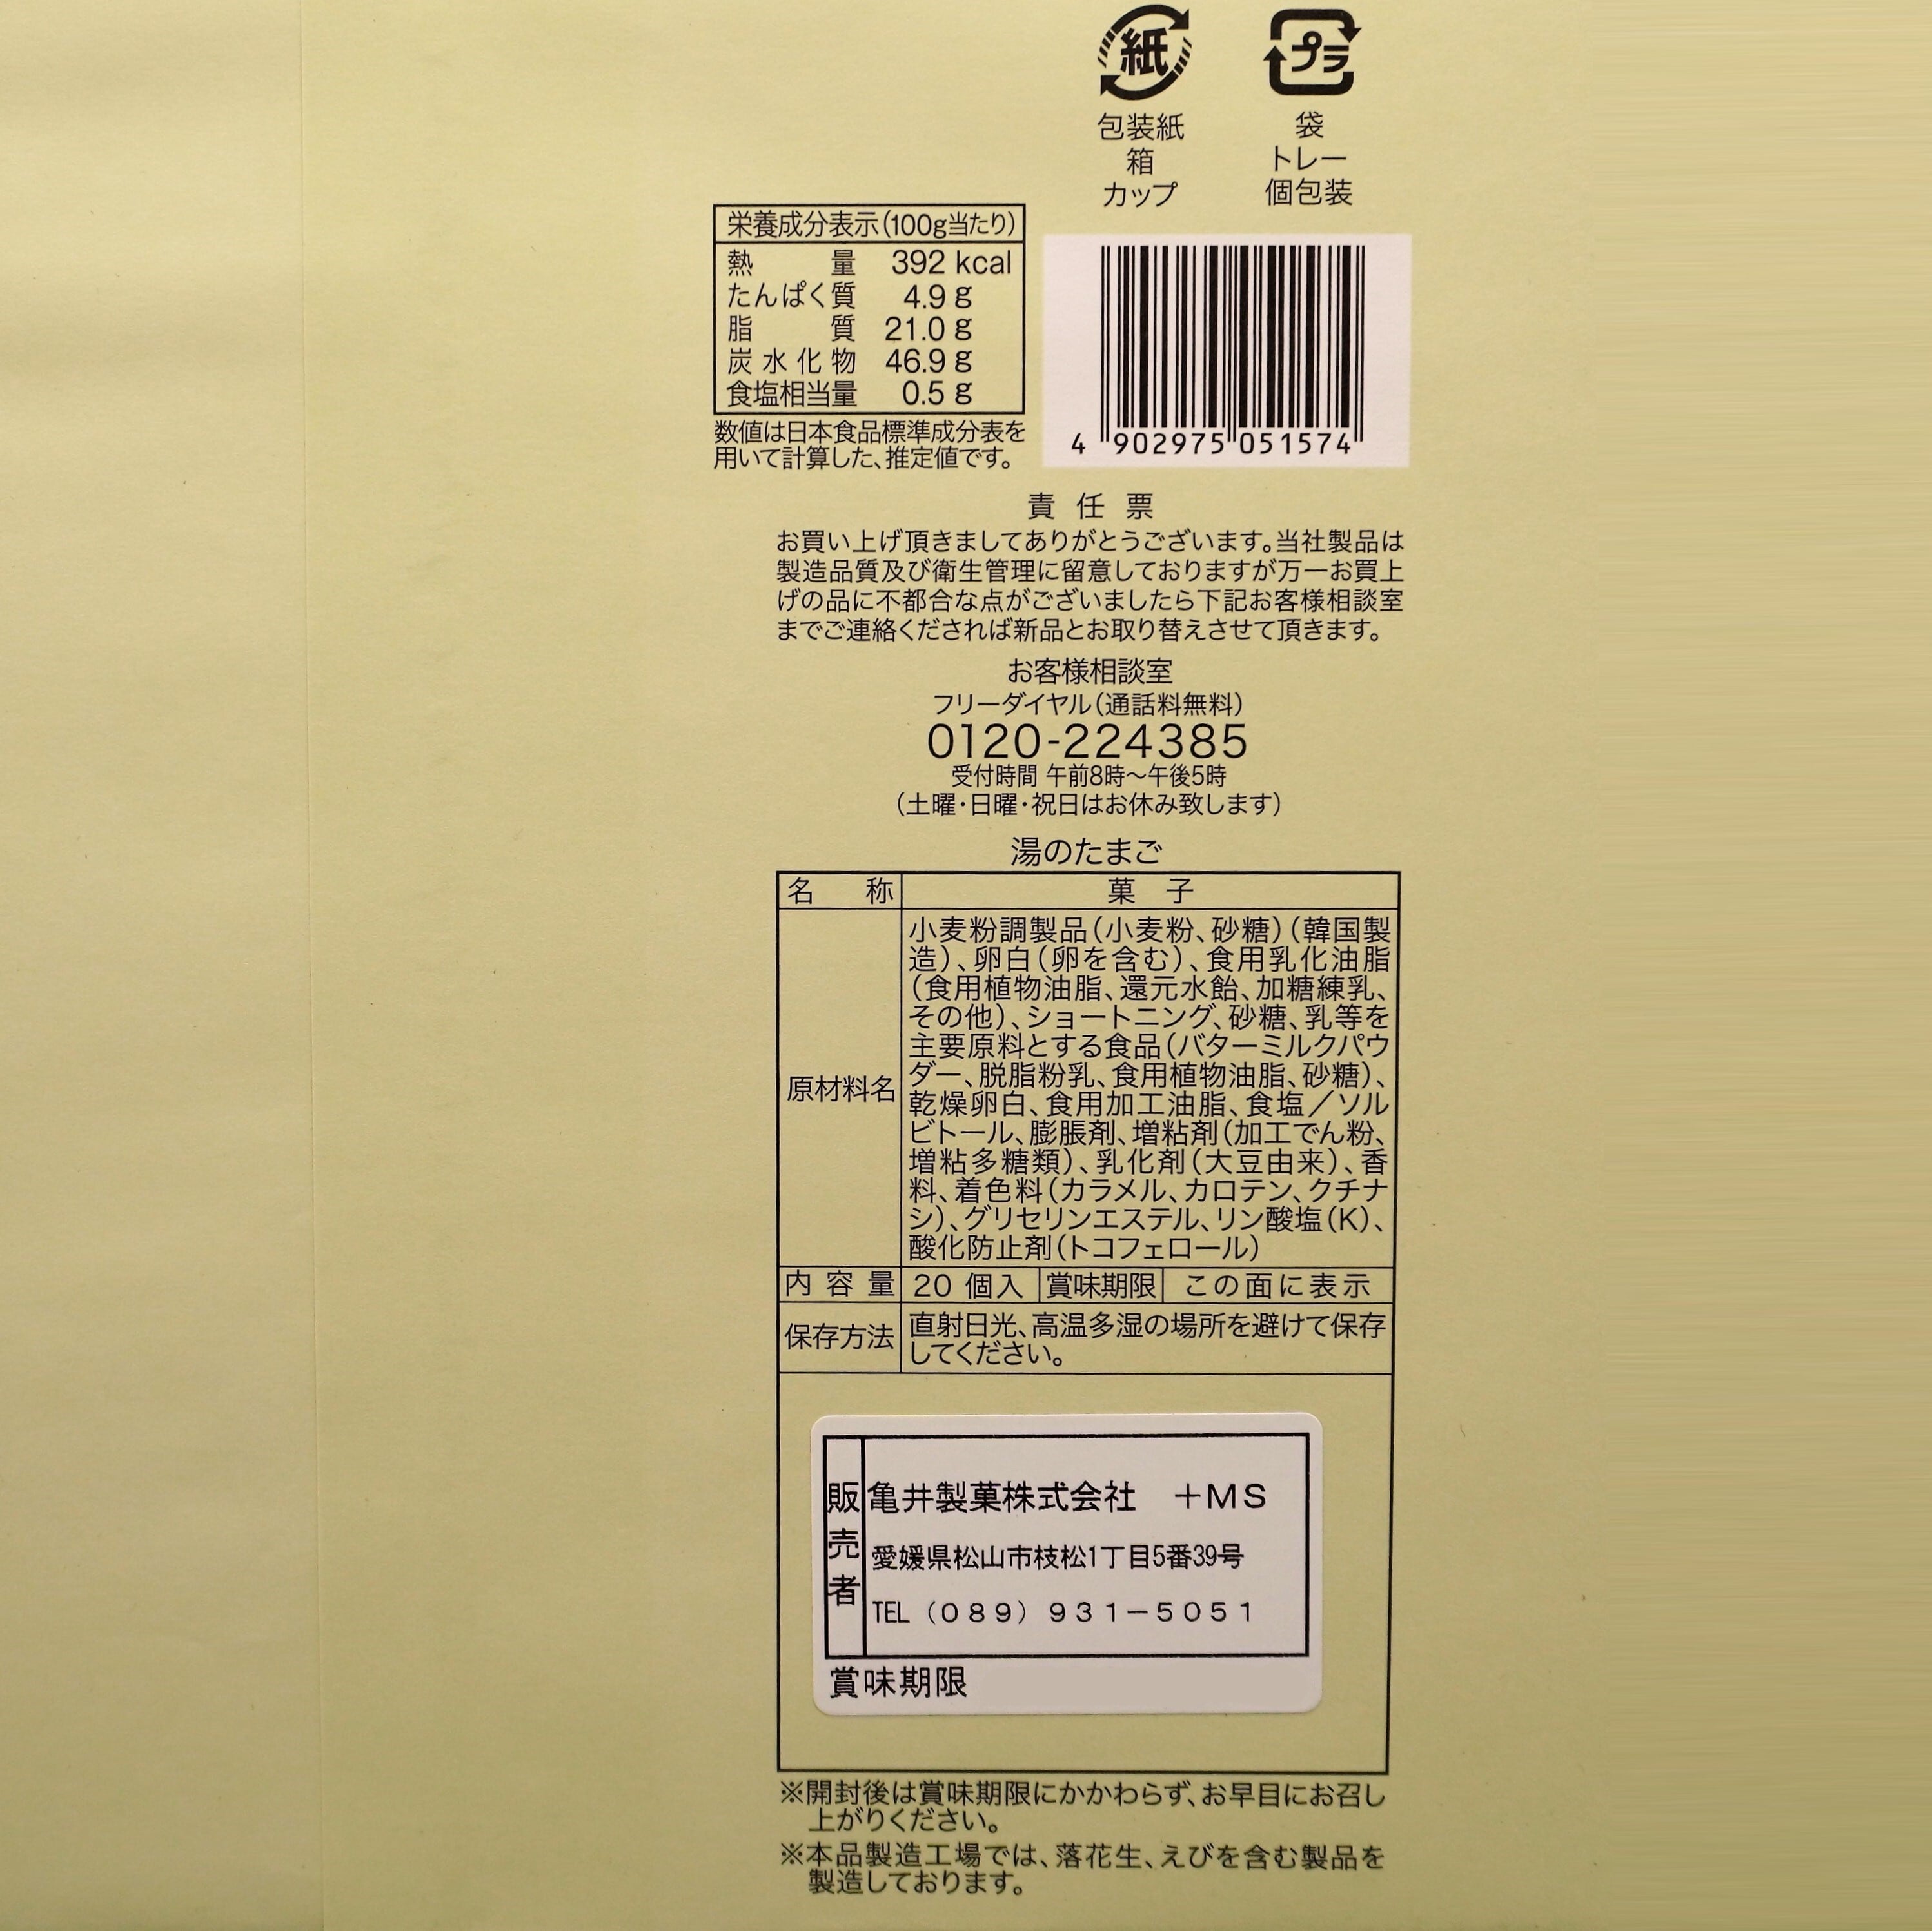 紙
プラ
包装紙
箱
カップ
袋
トレー
個包装
栄養成分表示(100g当たり)
熱量 392 kcal
たんぱく質 4.9 g
脂質 21.0 g
炭水化物 46.9 g
食塩相当量 0.5 g
数値は日本食品標準成分表を
用いて計算した、推定値です。
4 902975 051574
責任票
お買い上げ頂きましてありがとうございます。当社製品は
製造品質及び衛生管理に留意しておりますが万一お買上
げの品に不都合な点がございましたら下記お客様相談室
までご連絡くだされば新品とお取り替えさせて頂きます。
お客様相談室
フリーダイヤル(通話料無料)
0120-224385
受付時間 午前8時〜午後5時
(土曜・日曜・祝日はお休み致します)
湯のたまご
名称 菓子
原材料名
小麦粉調製品(小麦粉、砂糖)(韓国製
造)、卵白(卵を含む)、食用乳化油脂
(食用植物油脂、還元水飴、加糖練乳、
その他)、ショートニング、砂糖、乳等を
主要原料とする食品(バターミルクパウ
ダー、脱脂粉乳、食用植物油脂、砂糖)、
乾燥卵白、食用加工油脂、食塩/ソル
ビトール、膨脹剤、増粘剤(加工でん粉、
増粘多糖類)、乳化剤(大豆由来)、香
料、着色料(カラメル、カロテン、クチナ
シ)、グリセリンエステル、リン酸塩(K)、
酸化防止剤(トコフェロール)
内容量 20 個入 賞味期限 この面に表示
保存方法
直射日光、高温多湿の場所を避けて保存
してください。
販売者
亀井製菓株式会社 +MS
愛媛県松山市枝松1丁目5番39号
TEL(089)931-5051
賞味期限
※開封後は賞味期限にかかわらず、お早目にお召し
上がりください。
※本品製造工場では、落花生、えびを含む製品を
製造しております。